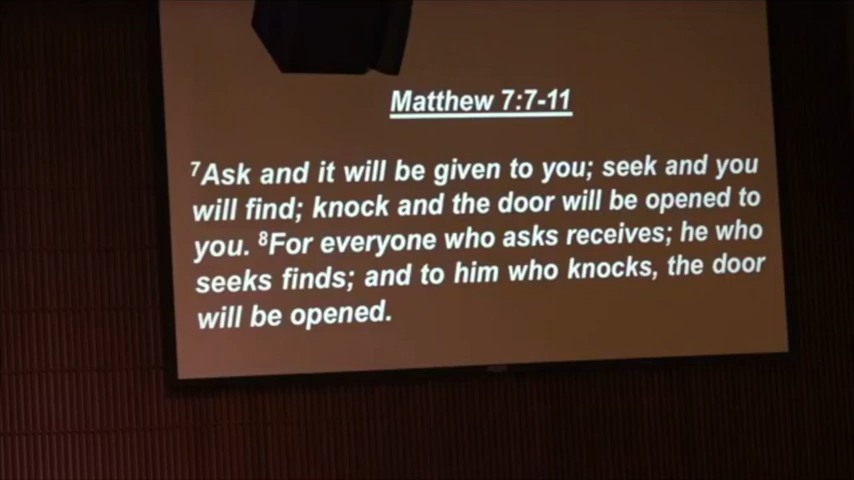 Matthew 7:7-11
⁷Ask and it will be given to you; seek and you
will find; knock and the door will be opened to
you. ⁸For everyone who asks receives; he who
seeks finds; and to him who knocks, the door
will be opened.